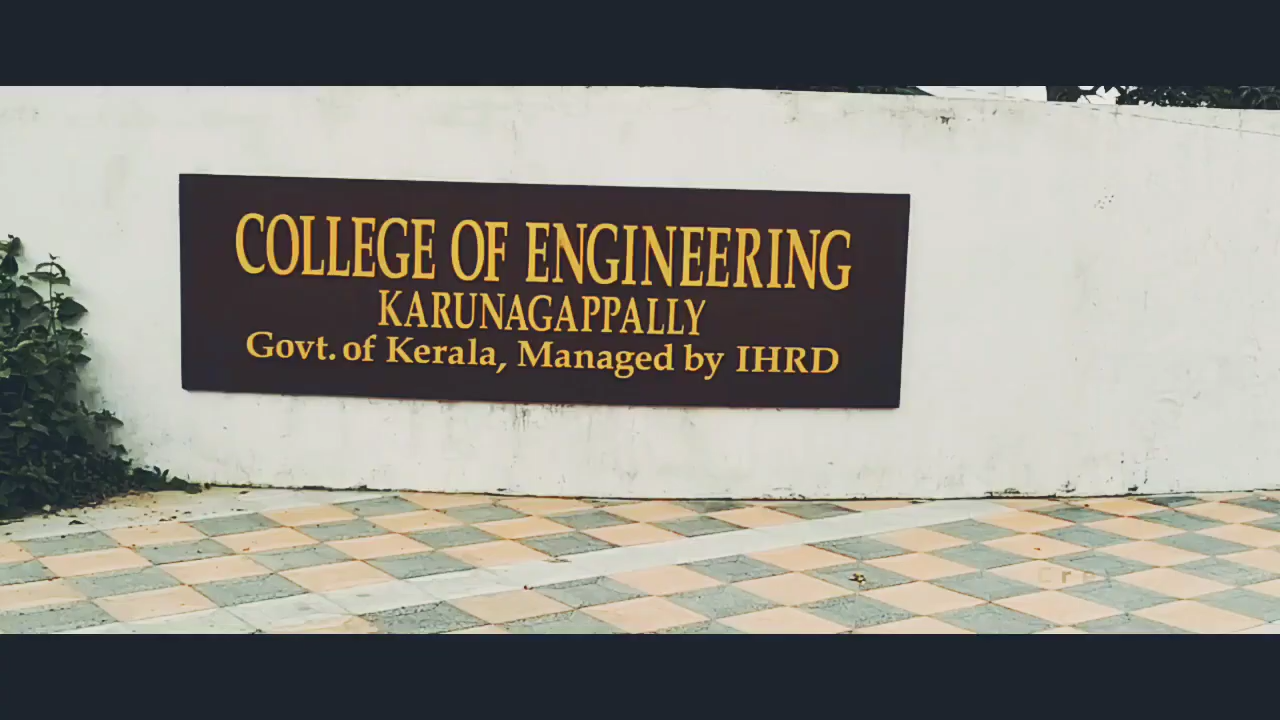 COLLEGE OF ENGINEERING
KARUNAGAPPALLY
Govt. of Kerala, Managed by IHRD